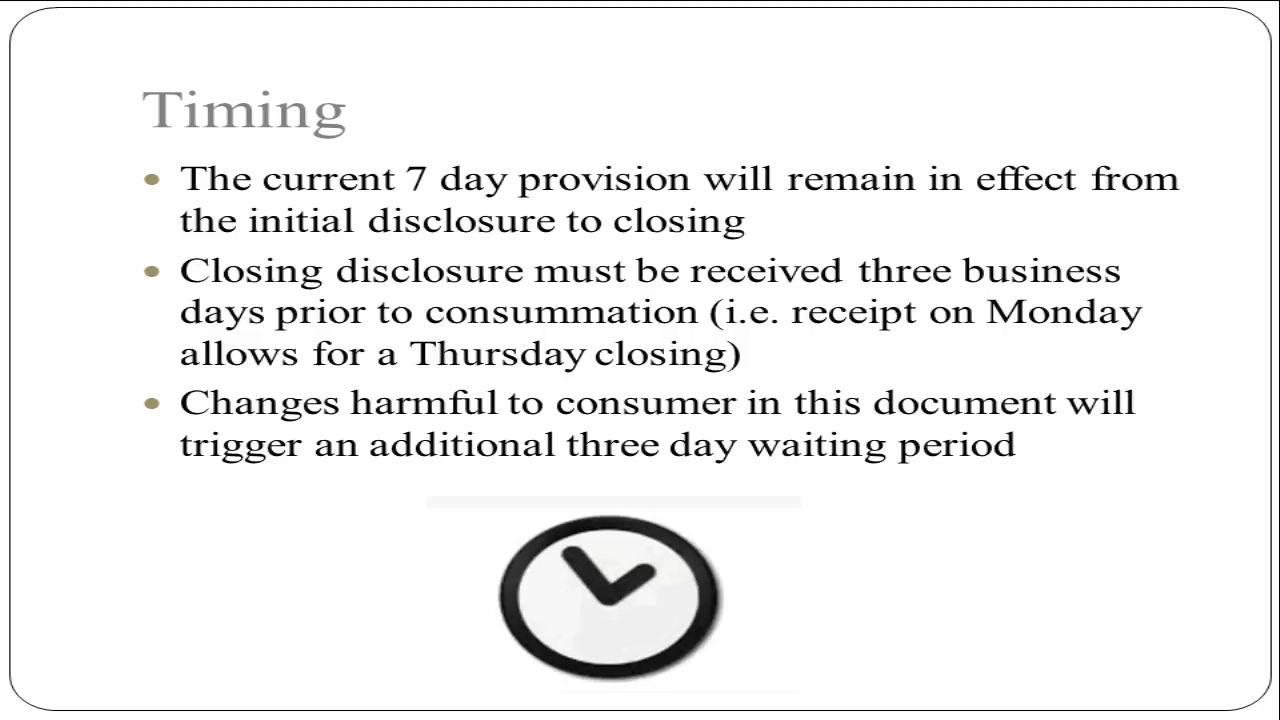 Timing
• The current 7 day provision will remain in effect from
the initial disclosure to closing
• Closing disclosure must be received three business
days prior to consummation (i.e. receipt on Monday
allows for a Thursday closing)
• Changes harmful to consumer in this document will
trigger an additional three day waiting period